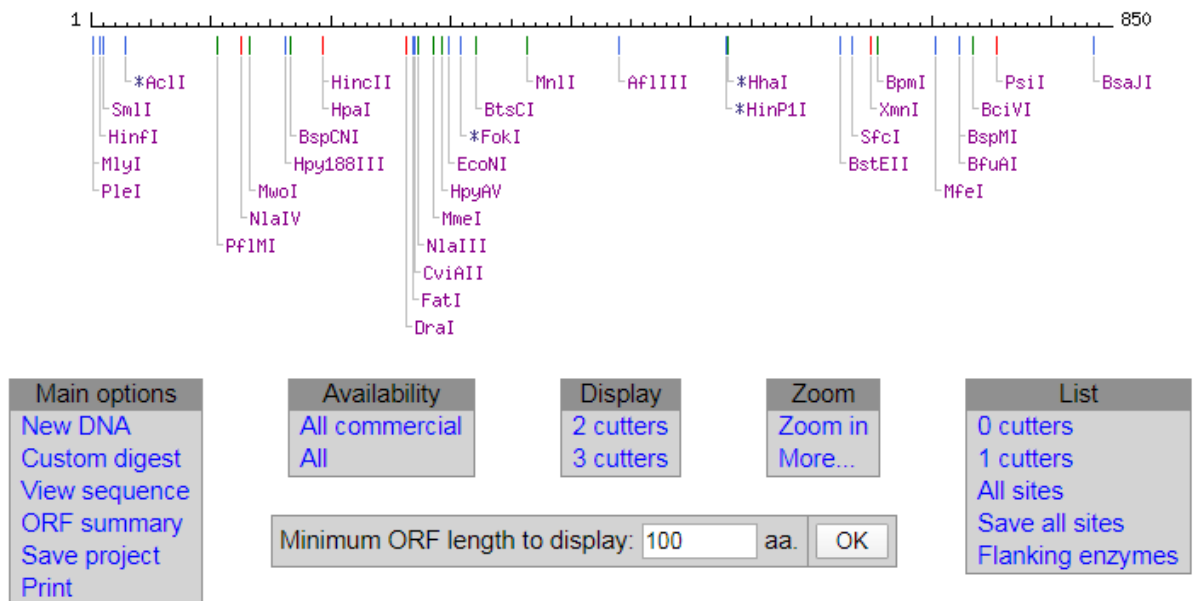 1 850
*AclI HincII MnlI AflIII *HhaI BpmI PsiI BsaJI
SmlI HpaI BtsCI *HinP1I XmnI BciVI
HinfI BspCNI *FokI SfcI BspMI
MlyI Hpy188III EcoNI BstEII BfuAI
PleI MwoI HpyAV MfeI
NlaIV MmeI
PflMI NlaIII
CviAII
FatI
DraI
Main options
New DNA
Custom digest
View sequence
ORF summary
Save project
Print
Availability
All commercial
All
Display
2 cutters
3 cutters
Zoom
Zoom in
More...
List
0 cutters
1 cutters
All sites
Save all sites
Flanking enzymes
Minimum ORF length to display: 100 aa. OK